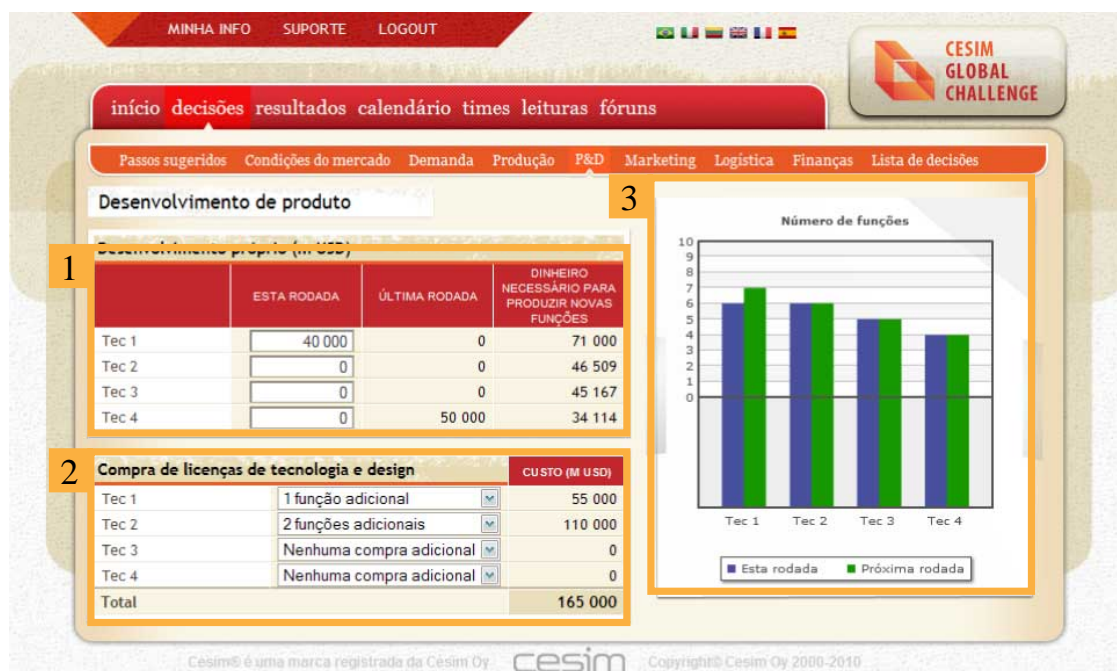 MINHA INFO SUPORTE LOGOUT
CESIM
GLOBAL
CHALLENGE
início decisões resultados calendário times leituras fóruns
Passos sugeridos Condições do mercado Demanda Produção P&D Marketing Logística Finanças Lista de decisões
Desenvolvimento de produto
1
Desenvolvimento próprio (m USD)
ESTA RODADA ÚLTIMA RODADA DINHEIRO NECESSÁRIO PARA PRODUZIR NOVAS FUNÇÕES
Tec 1 40 000 0 71 000
Tec 2 0 0 46 509
Tec 3 0 0 45 167
Tec 4 0 50 000 34 114
2
Compra de licenças de tecnologia e design CUSTO (M USD)
Tec 1 1 função adicional 55 000
Tec 2 2 funções adicionais 110 000
Tec 3 Nenhuma compra adicional 0
Tec 4 Nenhuma compra adicional 0
Total 165 000
3
Número de funções
10
9
8
7
6
5
4
3
2
1
0
Tec 1 Tec 2 Tec 3 Tec 4
Esta rodada Próxima rodada
Cesim® é uma marca registrada da Cesim Oy cesim Copyright© Cesim Oy 2000-2010